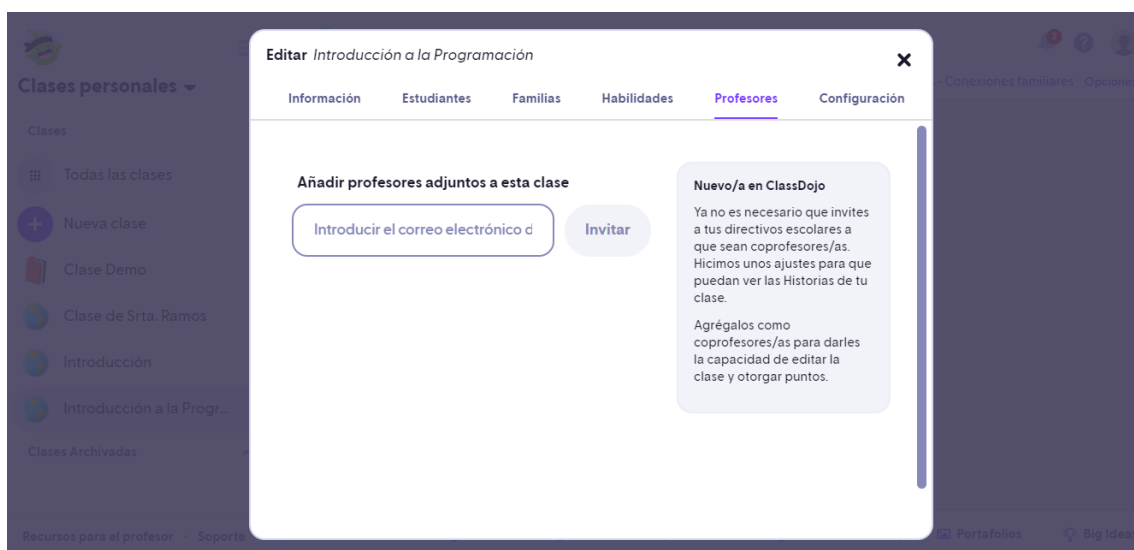 Clases personales
Clases
Todas las clases
Nueva clase
Clase Demo
Clase de Srta. Ramos
Introducción
Introducción a la Progr...
Clases Archivadas
Recursos para el profesor - Soporte
Editar Introducción a la Programación
Información Estudiantes Familias Habilidades Profesores Configuración
Añadir profesores adjuntos a esta clase
Introducir el correo electrónico d
Invitar
Nuevo/a en ClassDojo
Ya no es necesario que invites
a tus directivos escolares a
que sean coprofesores/as.
Hicimos unos ajustes para que
puedan ver las Historias de tu
clase.
Agrégalos como
coprofesores/as para darles
la capacidad de editar la
clase y otorgar puntos.
Conexiones familiares Opciones
Portafolios Big Ideas